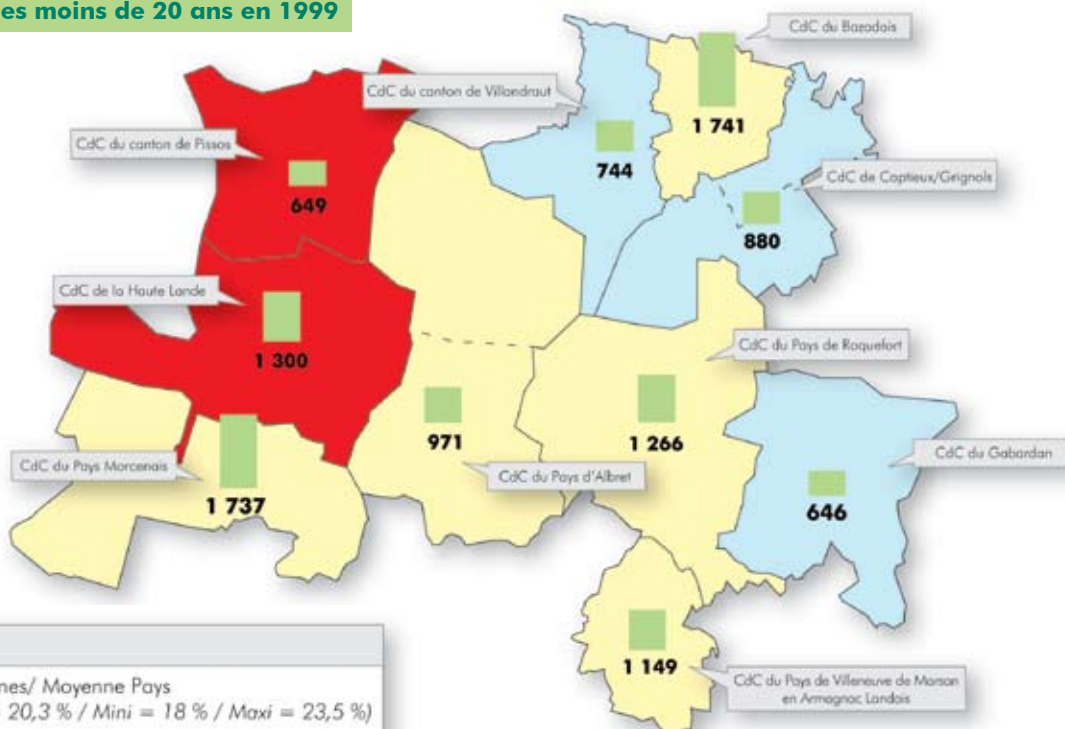 es moins de 20 ans en 1999
CdC du Bazadais
CdC du canton de Villandraut
1 741
CdC du canton de Pissos
744
CdC de Captieux/Grignols
649
880
CdC de la Haute Lande
CdC du Pays de Roquefort
1 300
971
1 266
CdC du Pays Morcenais
CdC du Pays d'Albret
CdC du Gabardan
1 737
646
1 149
CdC du Pays de Villeneuve de Marsan
en Armagnac Landais
nes/ Moyenne Pays
= 20,3 % / Mini = 18 % / Maxi = 23,5 %)